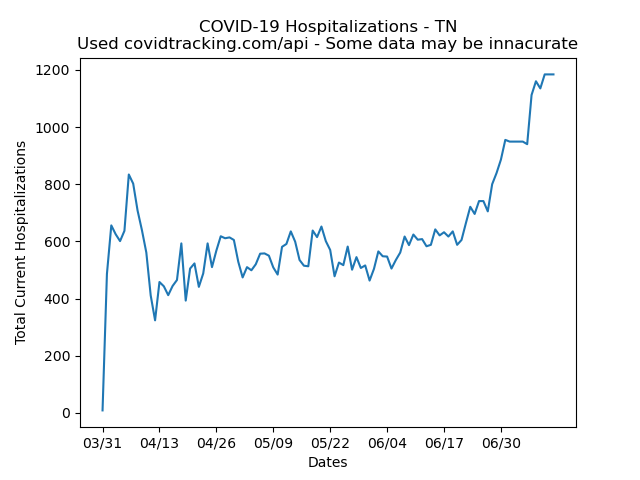 COVID-19 Hospitalizations - TN
Used covidtracking.com/api - Some data may be innacurate
1200
1000
800
600
400
200
0
Total Current Hospitalizations
03/31 04/13 04/26 05/09 05/22 06/04 06/17 06/30
Dates